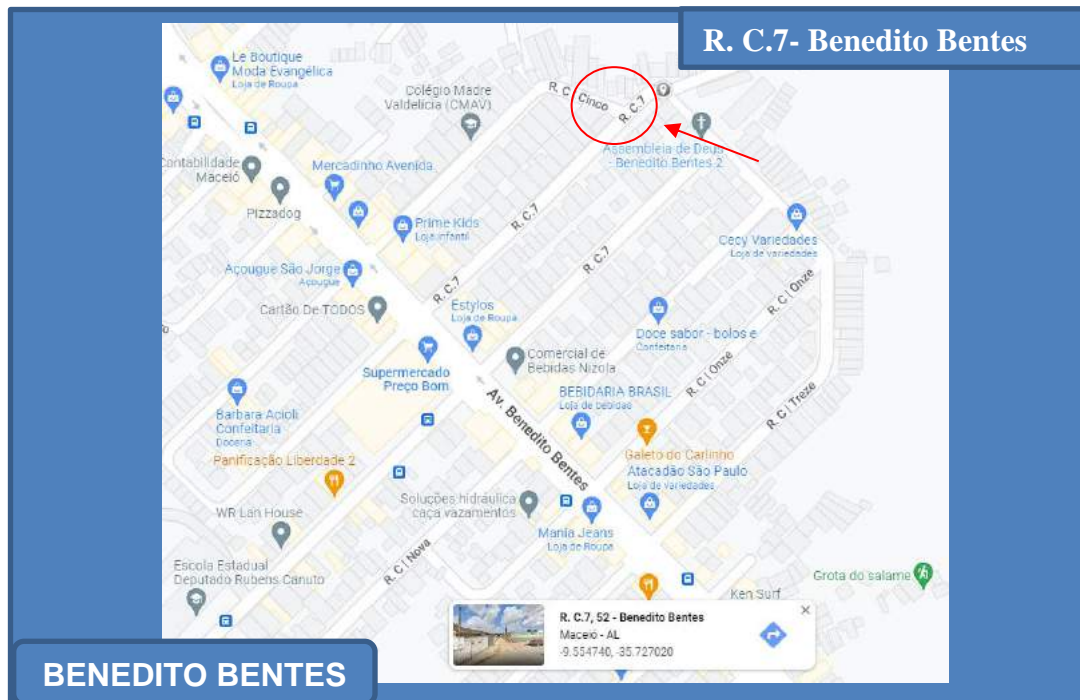 R. C.7- Benedito Bentes
Le Boutique
Moda Evangélica
Loja de Roupa
Colégio Madre
Valdelicia (CMAV)
R. C
Cinco
R. C.7
Assembleia de Deus
- Benedito Bentes 2
Contabilidade
Maceió
Mercadinho Avenida
Pizzadog
Prime Kids
Loja infantil
R. C.7
Cecy Variedades
Loja de variedades
Açougue São Jorge
Açougue
R. C.7
R. C I Onze
Cartão De TODOS
R. C.7
Estylos
Loja de Roupa
Doce sabor - bolos e
Confeitaria
Supermercado
Preço Bom
Comercial de
Bebidas Nizola
R. C I Onze
Av. Benedito Bentes
BEBIDARIA BRASIL
Loja de bebidas
R. C I Treze
Barbara Acioli
Confeitaria
Doceria
Panificação Liberdade 2
Galeto do Carlinho
Atacadão São Paulo
Loja de variedades
Soluções hidráulica
caça vazamentos
WR Lan House
Mania Jeans
Loja de Roupa
R. C I Nova
Escola Estadual
Deputado Rubens Canuto
Grota do salame
Ken Surf
R. C.7, 52 - Benedito Bentes
Maceió - AL
-9.554740, -35.727020
BENEDITO BENTES